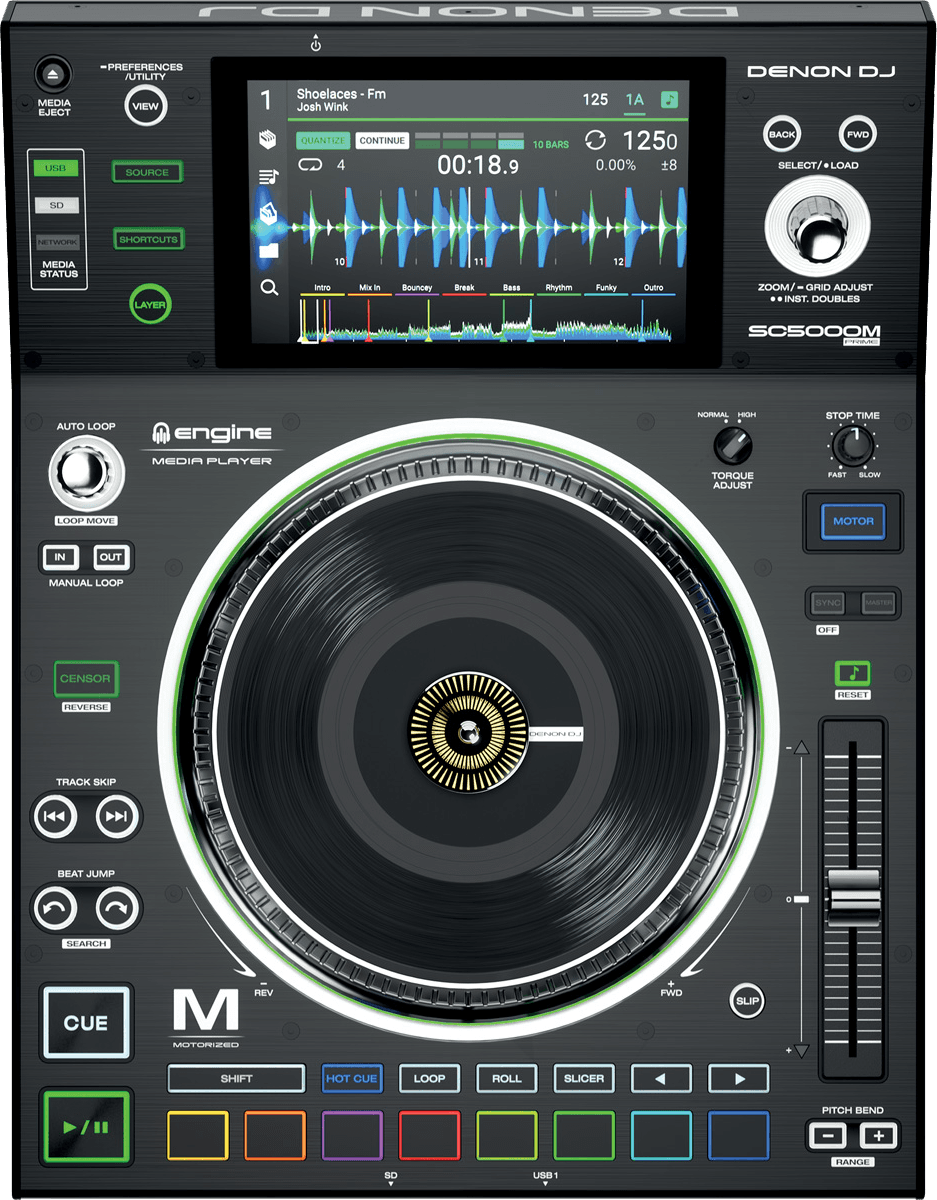 DENON DJ
MEDIA
EJECT
PREFERENCES
/UTILITY
VIEW
USB
SD
NETWORK
MEDIA
STATUS
SOURCE
SHORTCUTS
LAYER
1
Shoelaces - Fm
Josh Wink
125
1A
QUANTIZE
CONTINUE
10 BARS
1250
4
00:18.9
0.00%
±8
10
11
12
Intro
Mix In
Bouncey
Break
Bass
Rhythm
Funky
Outro
DENON DJ
BACK
FWD
SELECT/ LOAD
ZOOM/ GRID ADJUST
INST. DOUBLES
SC5000M
PRIME
AUTO LOOP
LOOP MOVE
IN
OUT
MANUAL LOOP
engine
MEDIA PLAYER
NORMAL
HIGH
TORQUE
ADJUST
STOP TIME
FAST
SLOW
MOTOR
SYNC
MASTER
OFF
CENSOR
REVERSE
RESET
DENON DJ
TRACK SKIP
BEAT JUMP
SEARCH
-
0
+
-
REV
+
FWD
SLIP
CUE
M
MOTORIZED
SHIFT
HOT CUE
LOOP
ROLL
SLICER
SD
USB 1
PITCH BEND
-
+
RANGE